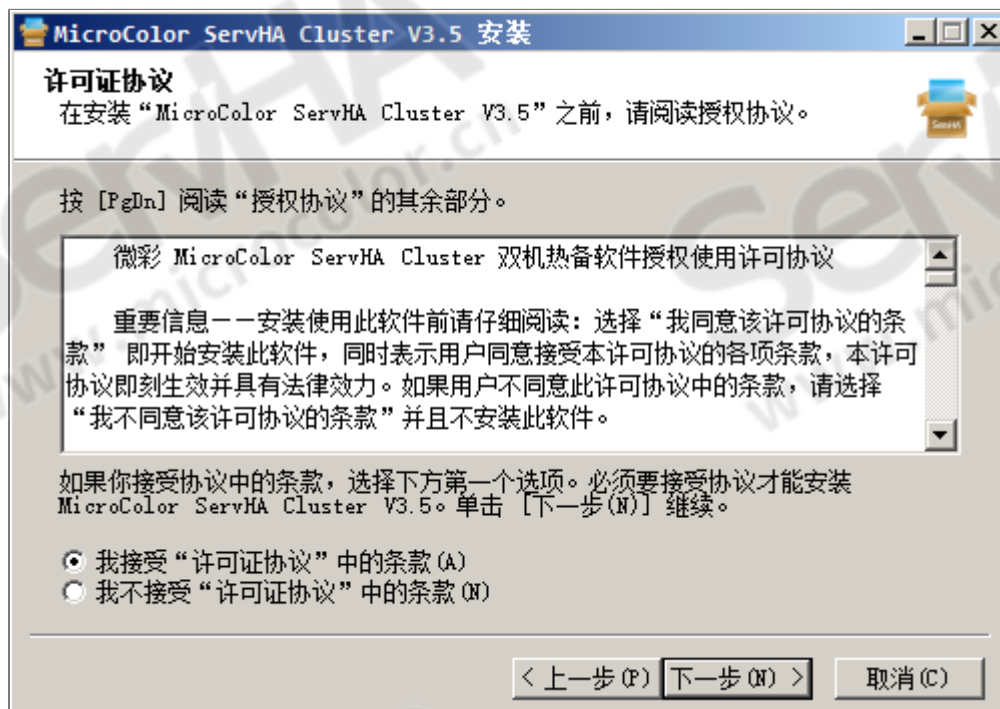 MicroColor ServHA Cluster V3.5 安装
许可证协议
在安装“MicroColor ServHA Cluster V3.5”之前，请阅读授权协议。
ServHA
按 [PgDn] 阅读“授权协议”的其余部分。
微彩 MicroColor ServHA Cluster 双机热备软件授权使用许可协议
重要信息－－安装使用此软件前请仔细阅读：选择“我同意该许可协议的条
款” 即开始安装此软件，同时表示用户同意接受本许可协议的各项条款，本许可
协议即刻生效并具有法律效力。如果用户不同意此许可协议中的条款，请选择
“我不同意该许可协议的条款”并且不安装此软件。
如果你接受协议中的条款，选择下方第一个选项。必须要接受协议才能安装
MicroColor ServHA Cluster V3.5。单击 [下一步(N)] 继续。
我接受“许可证协议”中的条款(A)
我不接受“许可证协议”中的条款(N)
< 上一步(P)
下一步(N) >
取消(C)
ServHA
www.microcolor.cn